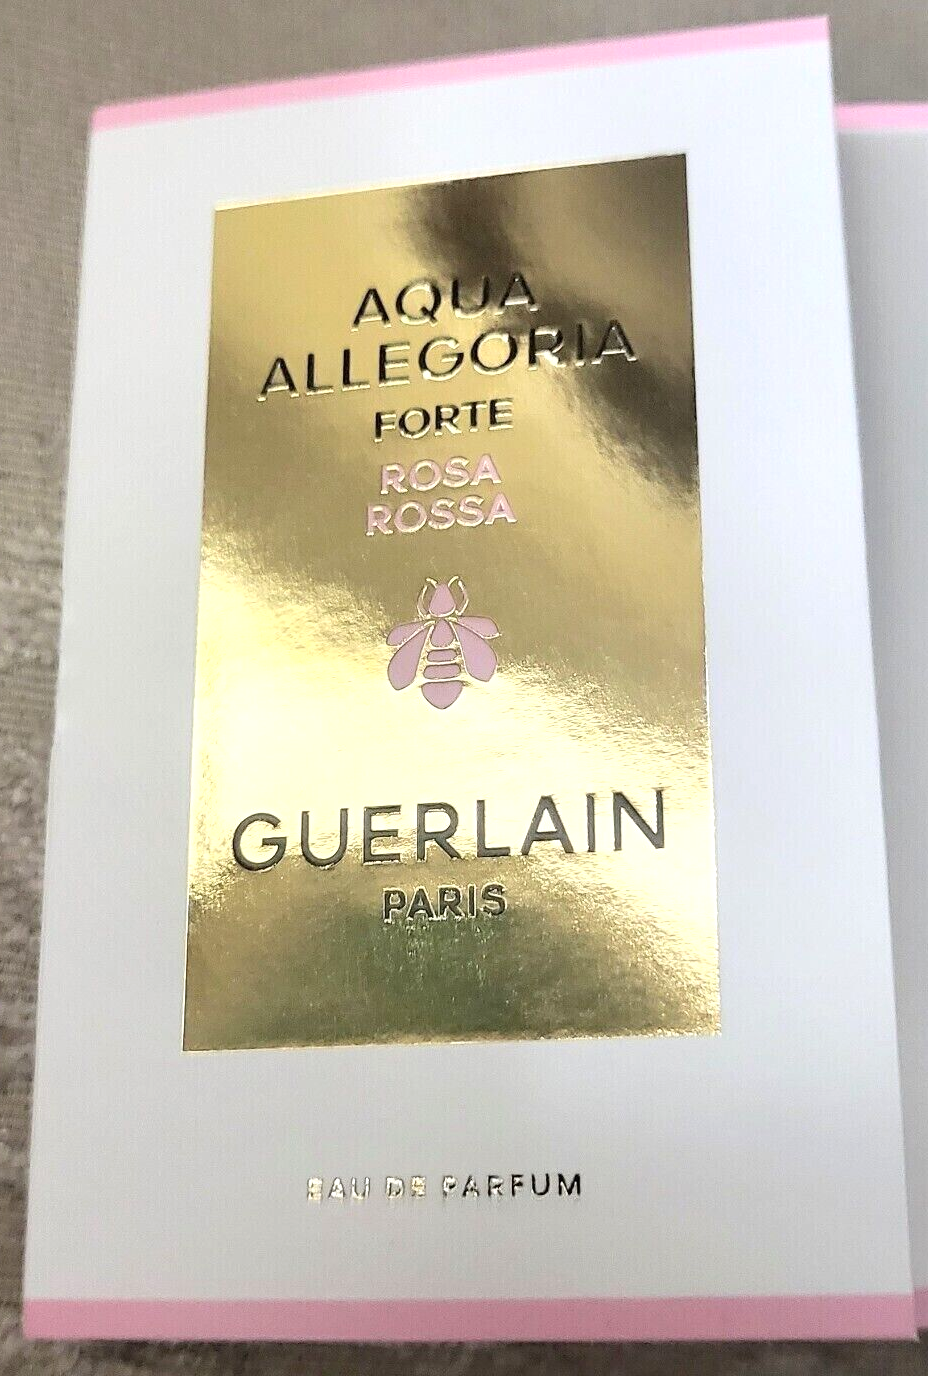 AQUA
ALLEGORIA
FORTE
ROSA
ROSSA
GUERLAIN
PARIS
EAU DE PARFUM